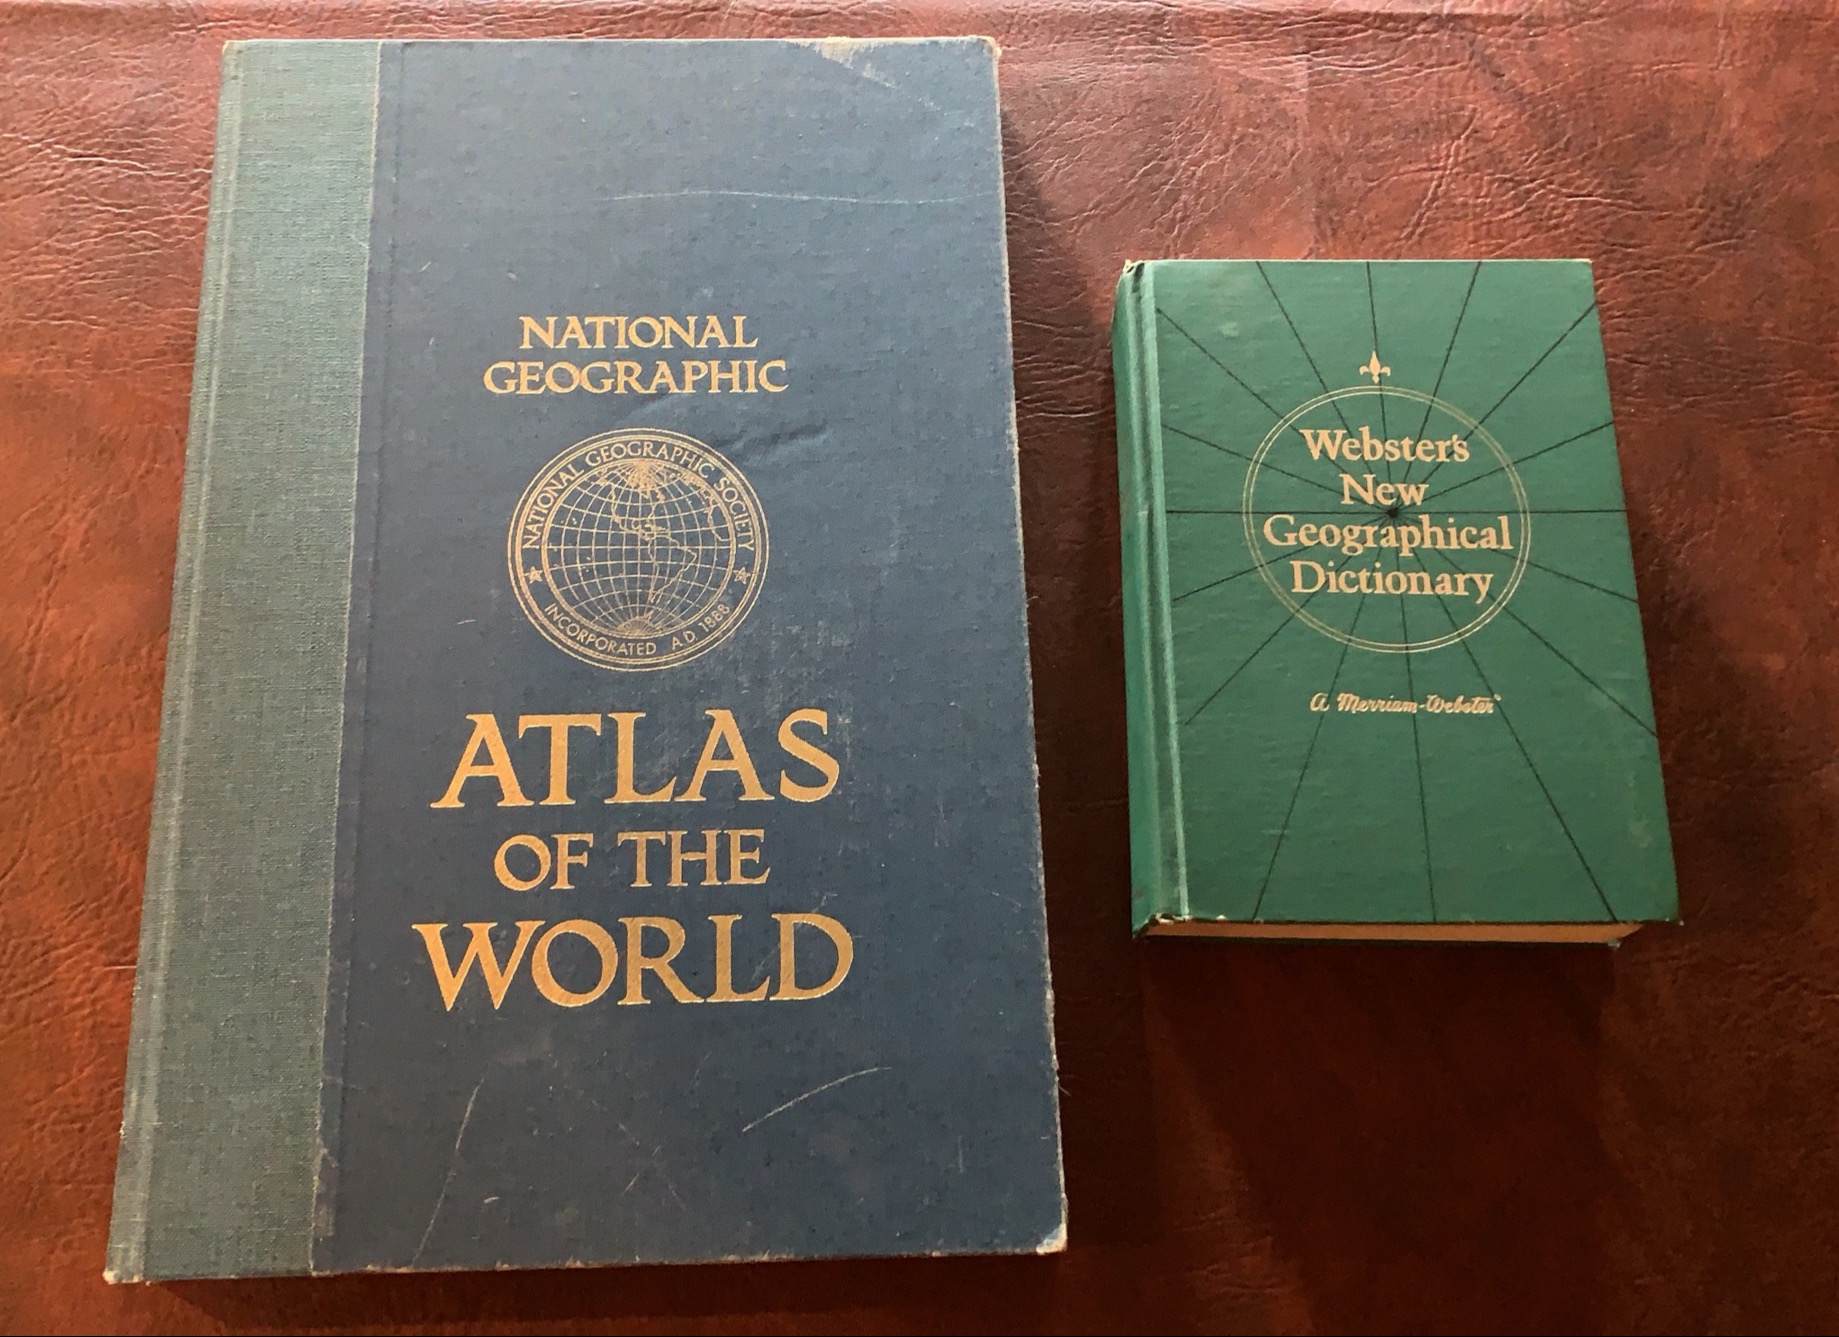 NATIONAL
GEOGRAPHIC
NATIONAL GEOGRAPHIC SOCIETY
INCORPORATED A.D. 1888
ATLAS
OF THE
WORLD
Webster's
New
Geographical
Dictionary
A Merriam-Webster®